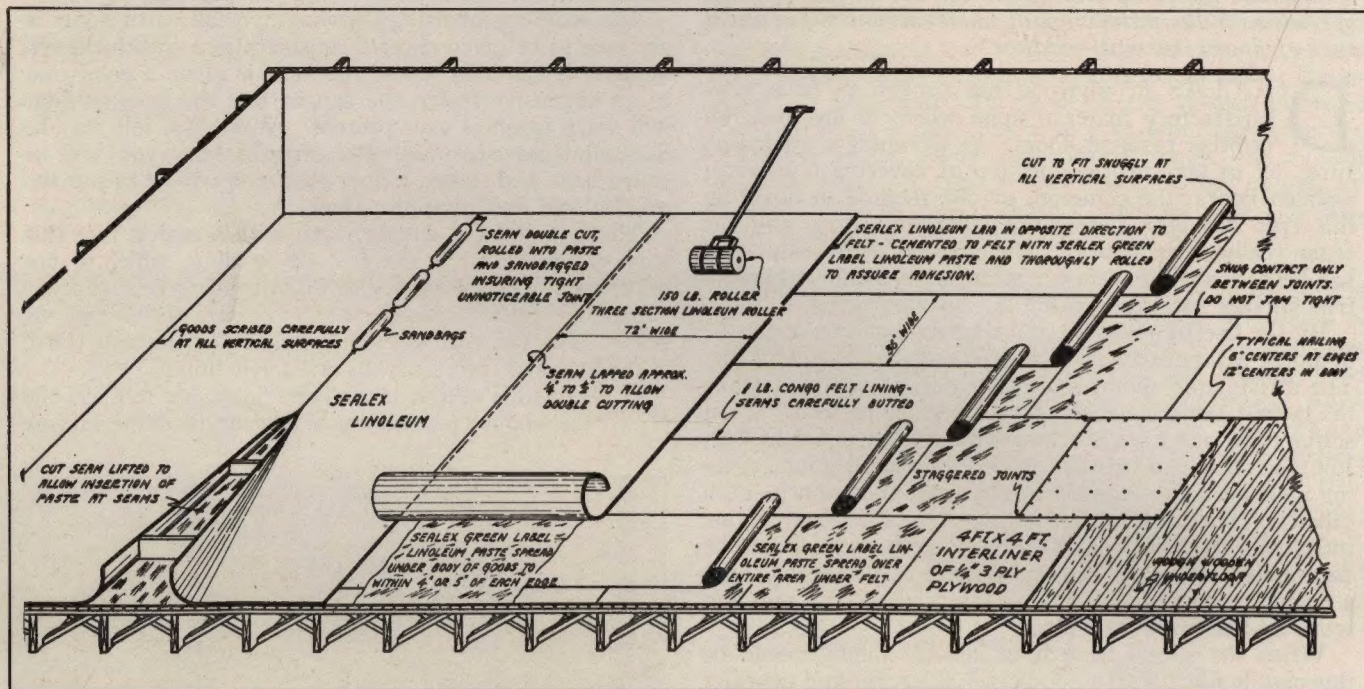 CUT TO FIT SNUGGLY AT
ALL VERTICAL SURFACES
SEAM DOUBLE CUT,
ROLLED INTO PASTE
AND SANDBAGGED
INSURING TIGHT
UNNOTICEABLE JOINT
SEALEX LINOLEUM LAID IN OPPOSITE DIRECTION TO
FELT - CEMENTED TO FELT WITH SEALEX GREEN
LABEL LINOLEUM PASTE AND THOROUGHLY ROLLED
TO ASSURE ADHESION.
SNUG CONTACT ONLY
BETWEEN JOINTS.
DO NOT JAM TIGHT
150 LB. ROLLER
THREE SECTION LINOLEUM ROLLER
GOODS SCRIBED CAREFULLY
AT ALL VERTICAL SURFACES
SANDBAGS
72" WIDE
36" WIDE
TYPICAL NAILING
6" CENTERS AT EDGES
12" CENTERS IN BODY
SEAM LAPPED APPROX.
¼" TO ½" TO ALLOW
DOUBLE CUTTING
LB. CONGO FELT LINING-
SEAMS CAREFULLY BUTTED
SEALEX
LINOLEUM
CUT SEAM LIFTED TO
ALLOW INSERTION OF
PASTE AT SEAMS
STAGGERED JOINTS
SEALEX GREEN LABEL
LINOLEUM PASTE SPREAD
UNDER BODY OF GOODS TO
WITHIN 4" OR 5" OF EACH EDGE
SEALEX GREEN LABEL LIN-
OLEUM PASTE SPREAD OVER
ENTIRE AREA UNDER FELT
4FT. X 4 FT.
INTERLINER
OF ¼" 3 PLY
PLYWOOD
ROUGH WOODEN
UNDERFLOOR